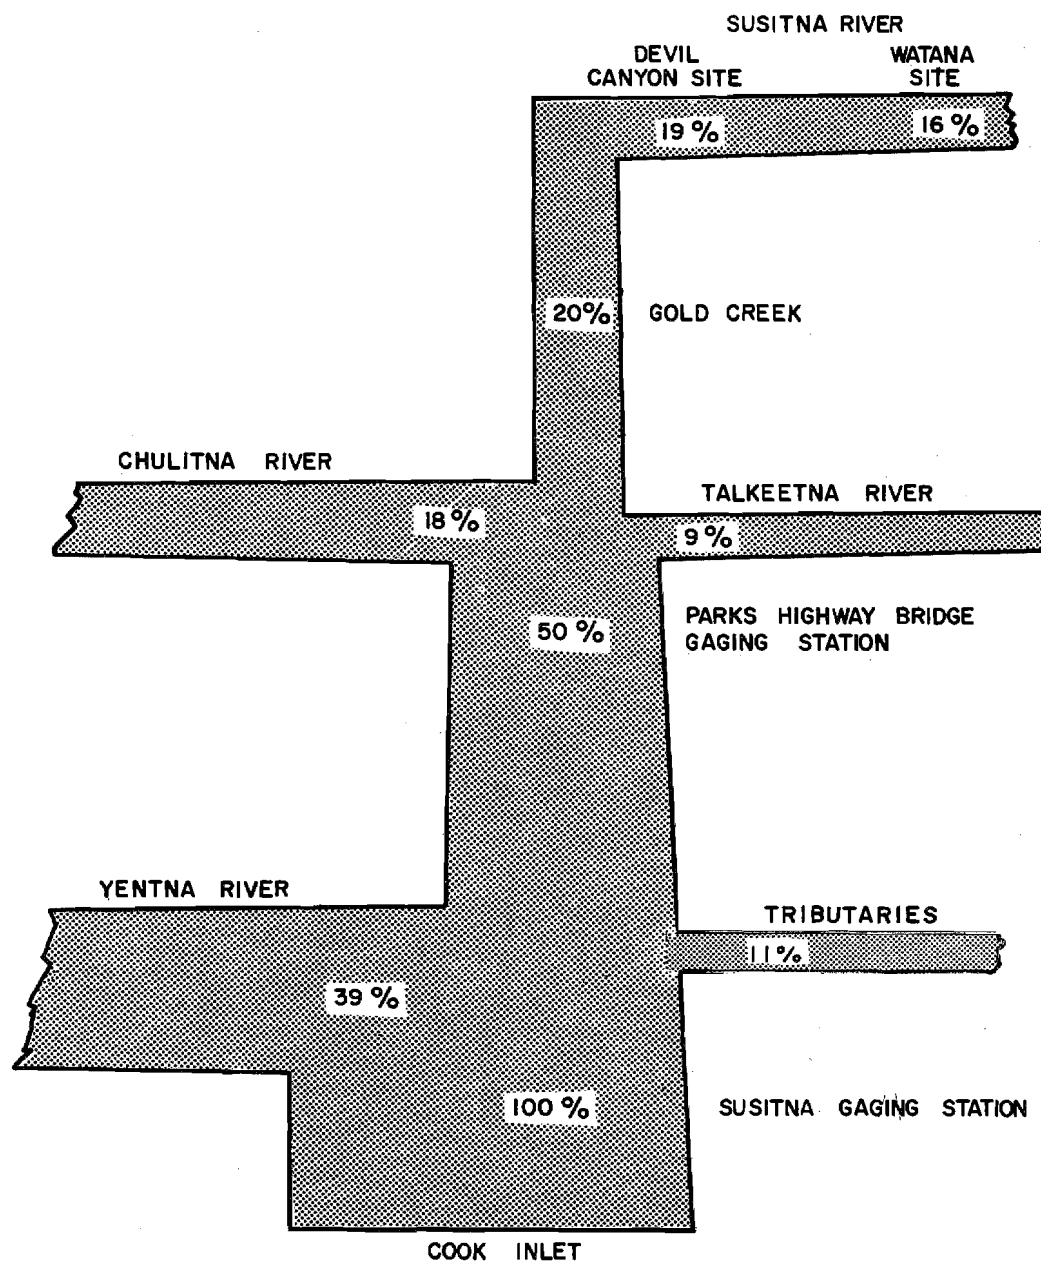 SUSITNA RIVER
DEVIL
CANYON SITE
WATANA
SITE
19%
16%
20%
GOLD CREEK
CHULITNA RIVER
TALKEETNA RIVER
18%
9%
50%
PARKS HIGHWAY BRIDGE
GAGING STATION
YENTNA RIVER
TRIBUTARIES
11%
39%
100%
SUSITNA GAGING STATION
COOK INLET